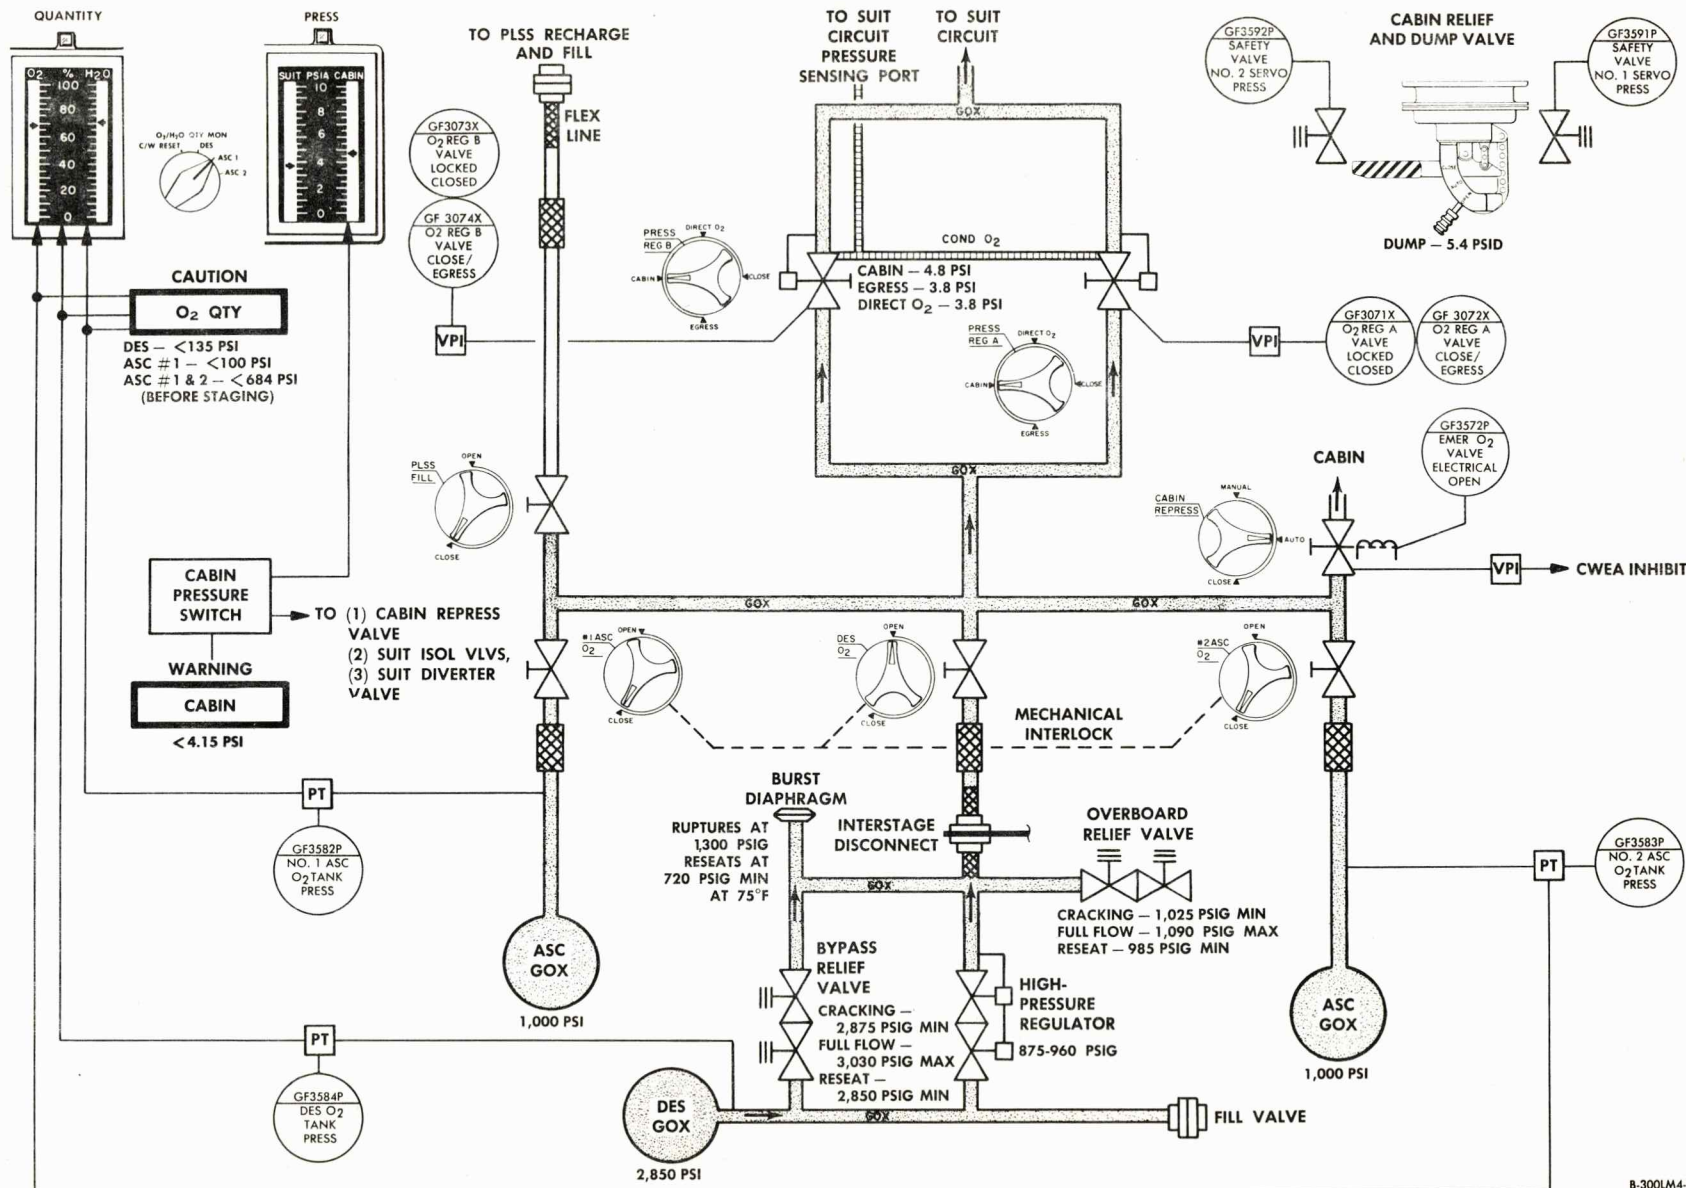 QUANTITY
O2 % H2O
100
80
60
40
20
0
O2/H2O QTY MON
C/W RESET
DES
ASC 1
ASC 2
PRESS
SUIT PSIA CABIN
10
8
6
4
2
0
CAUTION
O2 QTY
DES — <135 PSI
ASC #1 — <100 PSI
ASC #1 & 2 — <684 PSI
(BEFORE STAGING)
TO PLSS RECHARGE
AND FILL
FLEX
LINE
GF3073X
O2 REG B
VALVE
LOCKED
CLOSED
GF 3074X
O2 REG B
VALVE
CLOSE/
EGRESS
VPI
TO SUIT
CIRCUIT
PRESSURE
SENSING PORT
TO SUIT
CIRCUIT
GOX
COND O2
PRESS
REG B
DIRECT O2
CABIN
CLOSE
EGRESS
CABIN — 4.8 PSI
EGRESS — 3.8 PSI
DIRECT O2 — 3.8 PSI
PRESS
REG A
DIRECT O2
CABIN
CLOSE
EGRESS
GOX
GF3592P
SAFETY
VALVE
NO. 2 SERVO
PRESS
CABIN RELIEF
AND DUMP VALVE
GF3591P
SAFETY
VALVE
NO. 1 SERVO
PRESS
CLOSE
AUTO
OPEN
DUMP — 5.4 PSID
VPI
GF3071X
O2 REG A
VALVE
LOCKED
CLOSED
GF 3072X
O2 REG A
VALVE
CLOSE/
EGRESS
GF3572P
EMER O2
VALVE
ELECTRICAL
OPEN
CABIN
CABIN
REPRESS
MANUAL
AUTO
CLOSE
VPI
CWEA INHIBIT
PLSS
FILL
OPEN
CLOSE
CABIN
PRESSURE
SWITCH
TO (1) CABIN REPRESS
VALVE
(2) SUIT ISOL VLVS,
(3) SUIT DIVERTER
VALVE
WARNING
CABIN
<4.15 PSI
GOX
GOX
#1 ASC
O2
OPEN
CLOSE
DES
O2
OPEN
CLOSE
#2 ASC
O2
OPEN
CLOSE
MECHANICAL
INTERLOCK
PT
GF3582P
NO. 1 ASC
O2 TANK
PRESS
ASC
GOX
1,000 PSI
BURST
DIAPHRAGM
RUPTURES AT
1,300 PSIG
RESEATS AT
720 PSIG MIN
AT 75°F
INTERSTAGE
DISCONNECT
OVERBOARD
RELIEF VALVE
GOX
CRACKING — 1,025 PSIG MIN
FULL FLOW — 1,090 PSIG MAX
RESEAT — 985 PSIG MIN
BYPASS
RELIEF
VALVE
CRACKING —
2,875 PSIG MIN
FULL FLOW —
3,030 PSIG MAX
RESEAT —
2,850 PSIG MIN
HIGH-
PRESSURE
REGULATOR
875-960 PSIG
PT
GF3583P
NO. 2 ASC
O2 TANK
PRESS
ASC
GOX
1,000 PSI
PT
GF3584P
DES O2
TANK
PRESS
DES
GOX
2,850 PSI
GOX
FILL VALVE
B-300LM4-